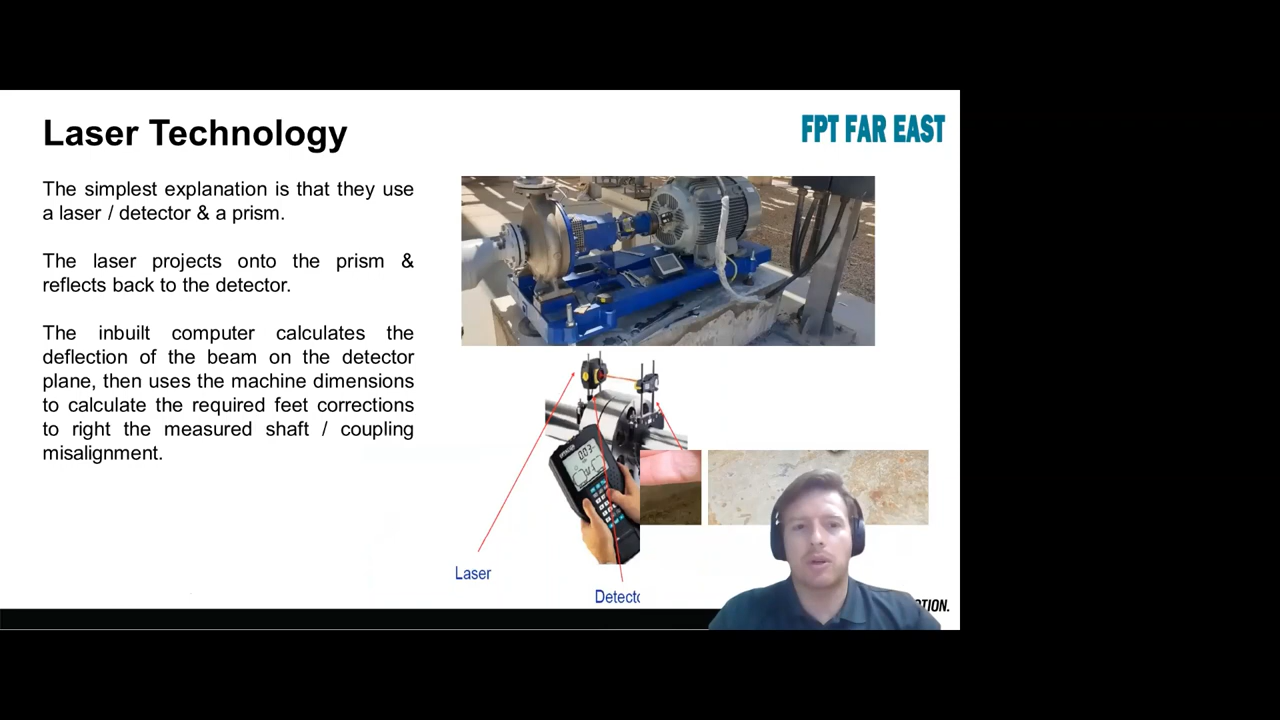 Laser Technology
FPT FAR EAST
The simplest explanation is that they use
a laser / detector & a prism.
The laser projects onto the prism &
reflects back to the detector.
The inbuilt computer calculates the
deflection of the beam on the detector
plane, then uses the machine dimensions
to calculate the required feet corrections
to right the measured shaft / coupling
misalignment.
0.03
Laser
Detecto
OTION.